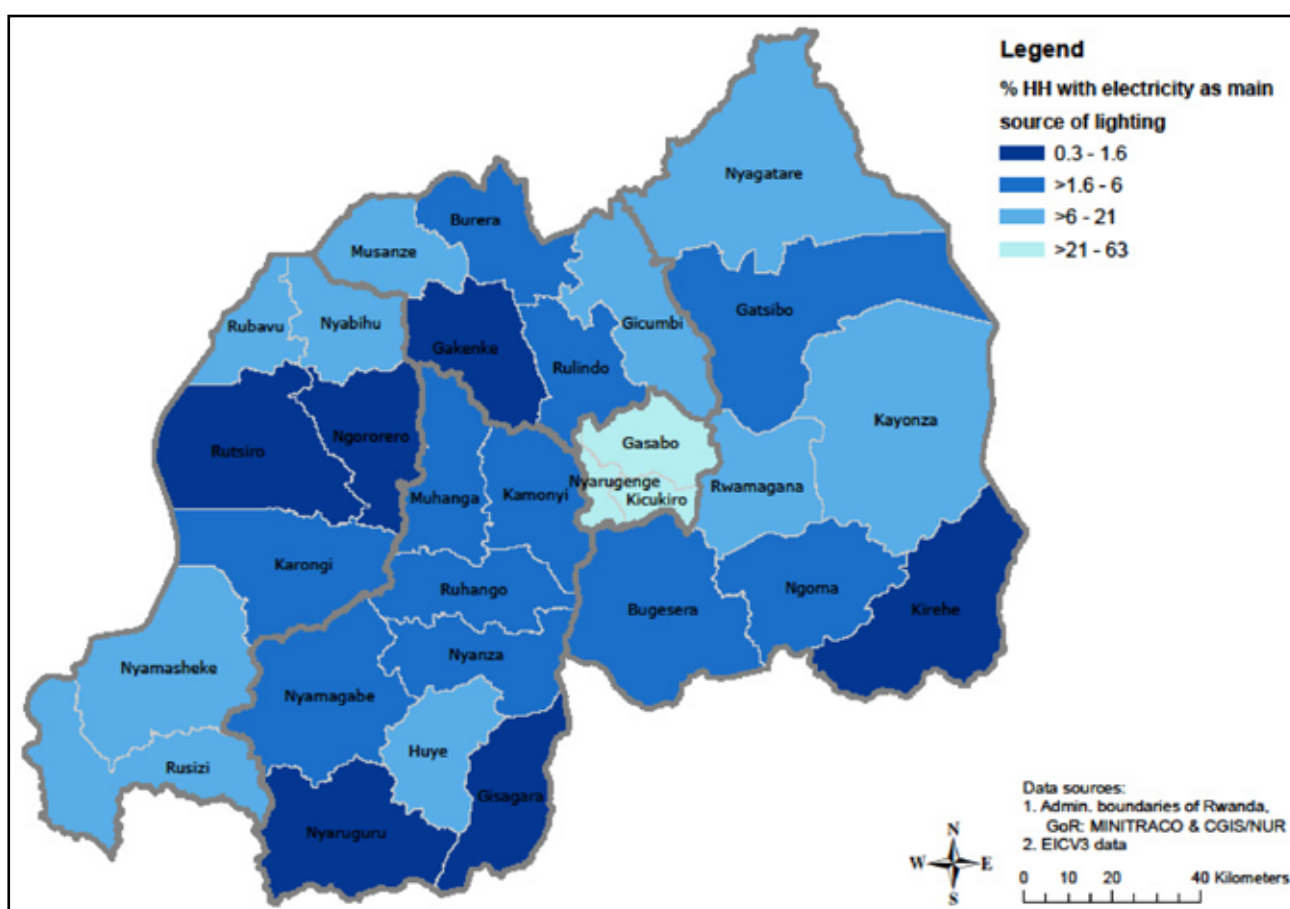 Legend
% HH with electricity as main
source of lighting
0.3 - 1.6
>1.6 - 6
>6 - 21
>21 - 63
Nyagatare
Burera
Musanze
Gatsibo
Gicumbi
Rubavu
Nyabihu
Gakenke
Rulindo
Kayonza
Gasabo
Ngororero
Rutsiro
Nyarugenge
Rwamagana
Kicukiro
Muhanga
Kamonyi
Karongi
Ruhango
Ngoma
Bugesera
Kirehe
Nyanza
Nyamasheke
Nyamagabe
Huye
Rusizi
Gisagara
Nyaruguru
Data sources:
1. Admin. boundaries of Rwanda,
GoR: MINITRACO & CGIS/NUR
2. EICV3 data
N
W
E
S
0 10 20 40 Kilometers